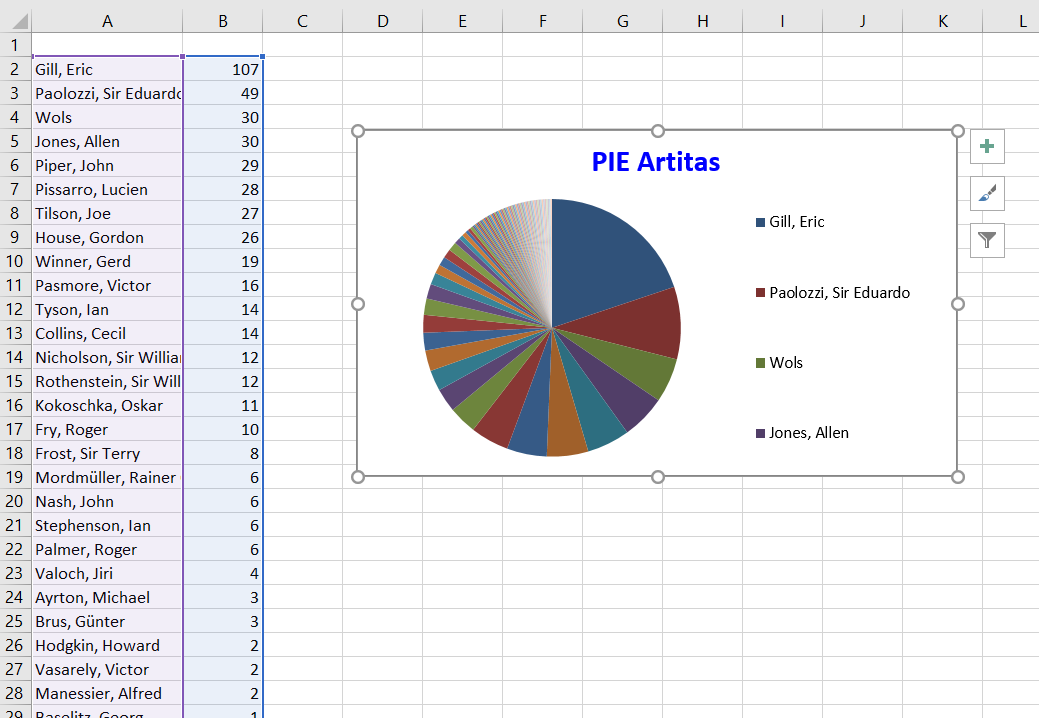 A B C D E F G H I J K L
1
2 Gill, Eric 107
3 Paolozzi, Sir Eduardo 49
4 Wols 30
5 Jones, Allen 30
6 Piper, John 29
7 Pissarro, Lucien 28
8 Tilson, Joe 27
9 House, Gordon 26
10 Winner, Gerd 19
11 Pasmore, Victor 16
12 Tyson, Ian 14
13 Collins, Cecil 14
14 Nicholson, Sir Willia 12
15 Rothenstein, Sir Will 12
16 Kokoschka, Oskar 11
17 Fry, Roger 10
18 Frost, Sir Terry 8
19 Mordmüller, Rainer 6
20 Nash, John 6
21 Stephenson, Ian 6
22 Palmer, Roger 6
23 Valoch, Jiri 4
24 Ayrton, Michael 3
25 Brus, Günter 3
26 Hodgkin, Howard 2
27 Vasarely, Victor 2
28 Manessier, Alfred 2
29 Baselitz, Georg 1
PIE Artitas
Gill, Eric
Paolozzi, Sir Eduardo
Wols
Jones, Allen